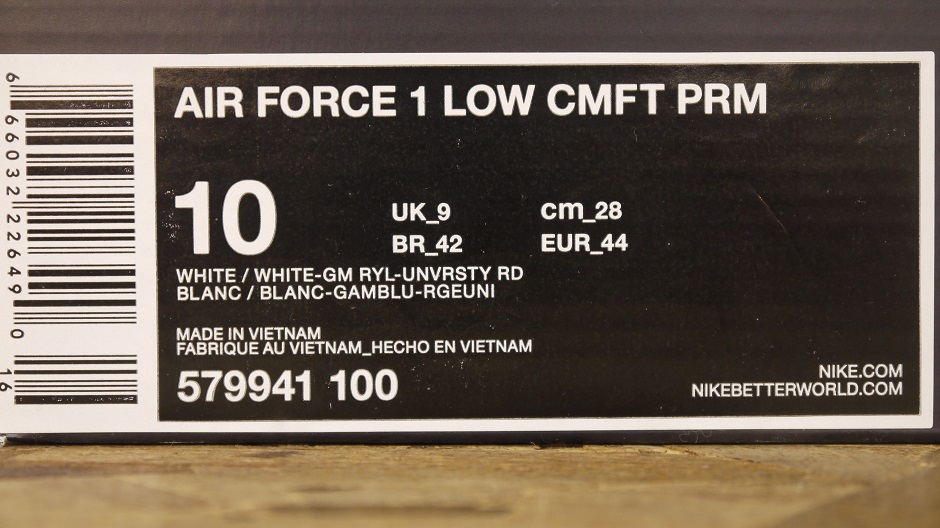 AIR FORCE 1 LOW CMFT PRM
10
UK_9 cm_28
BR_42 EUR_44
WHITE / WHITE-GM RYL-UNVRSTY RD
BLANC / BLANC-GAMBLU-RGEUNI
MADE IN VIETNAM
FABRIQUE AU VIETNAM_HECHO EN VIETNAM
579941 100
NIKE.COM
NIKEBETTERWORLD.COM
6 66032 22649 0
16